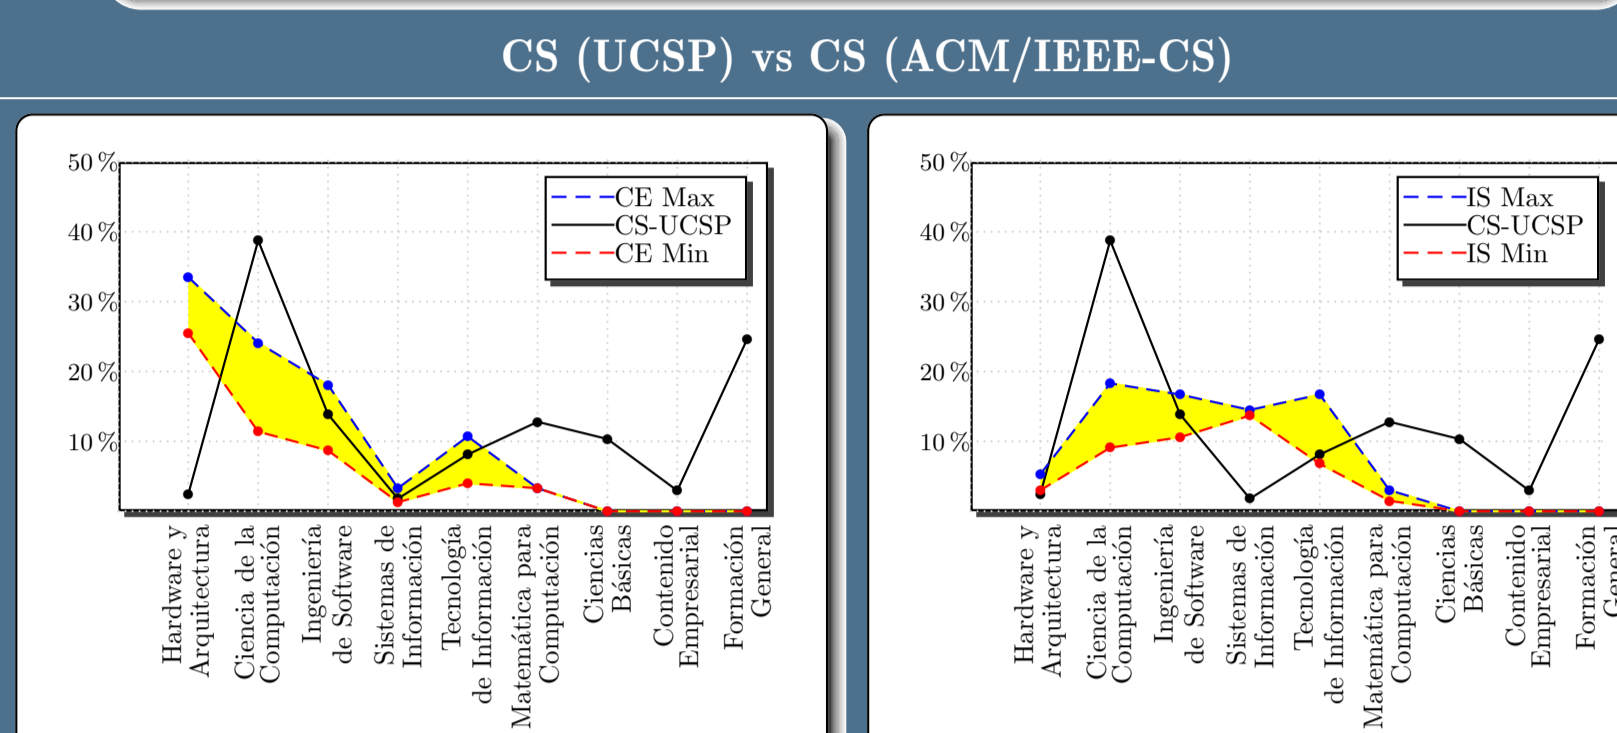 CS (UCSP) vs CS (ACM/IEEE-CS)
50 %
40 %
30 %
20 %
10 %
CE Max
CS-UCSP
CE Min
Hardware y
Arquitectura
Ciencia de la
Computación
Ingeniería
de Software
Sistemas de
Información
Tecnología
de Información
Matemática para
Computación
Ciencias
Básicas
Contenido
Empresarial
Formación
General
50 %
40 %
30 %
20 %
10 %
IS Max
CS-UCSP
IS Min
Hardware y
Arquitectura
Ciencia de la
Computación
Ingeniería
de Software
Sistemas de
Información
Tecnología
de Información
Matemática para
Computación
Ciencias
Básicas
Contenido
Empresarial
Formación